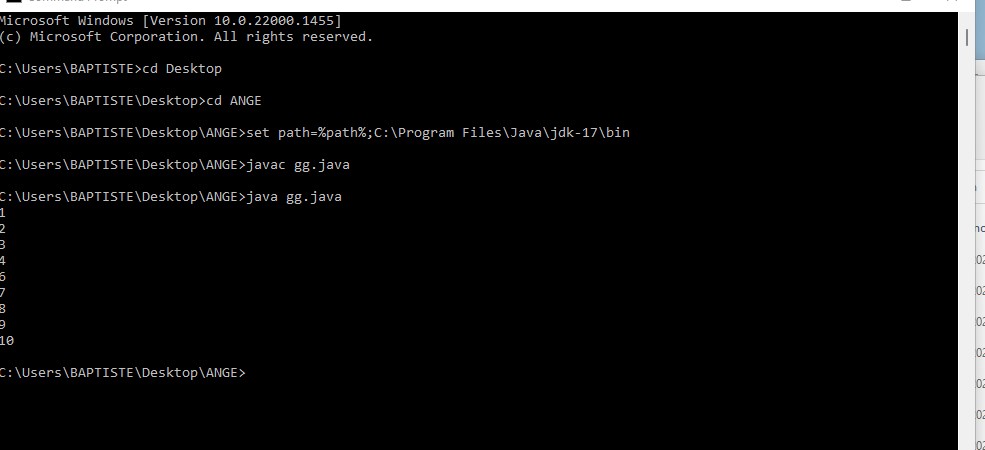 Microsoft Windows [Version 10.0.22000.1455]
(c) Microsoft Corporation. All rights reserved.
C:\Users\BAPTISTE>cd Desktop
C:\Users\BAPTISTE\Desktop>cd ANGE
C:\Users\BAPTISTE\Desktop\ANGE>set path=%path%;C:\Program Files\Java\jdk-17\bin
C:\Users\BAPTISTE\Desktop\ANGE>javac gg.java
C:\Users\BAPTISTE\Desktop\ANGE>java gg.java
1
2
3
4
6
7
8
9
10
C:\Users\BAPTISTE\Desktop\ANGE>